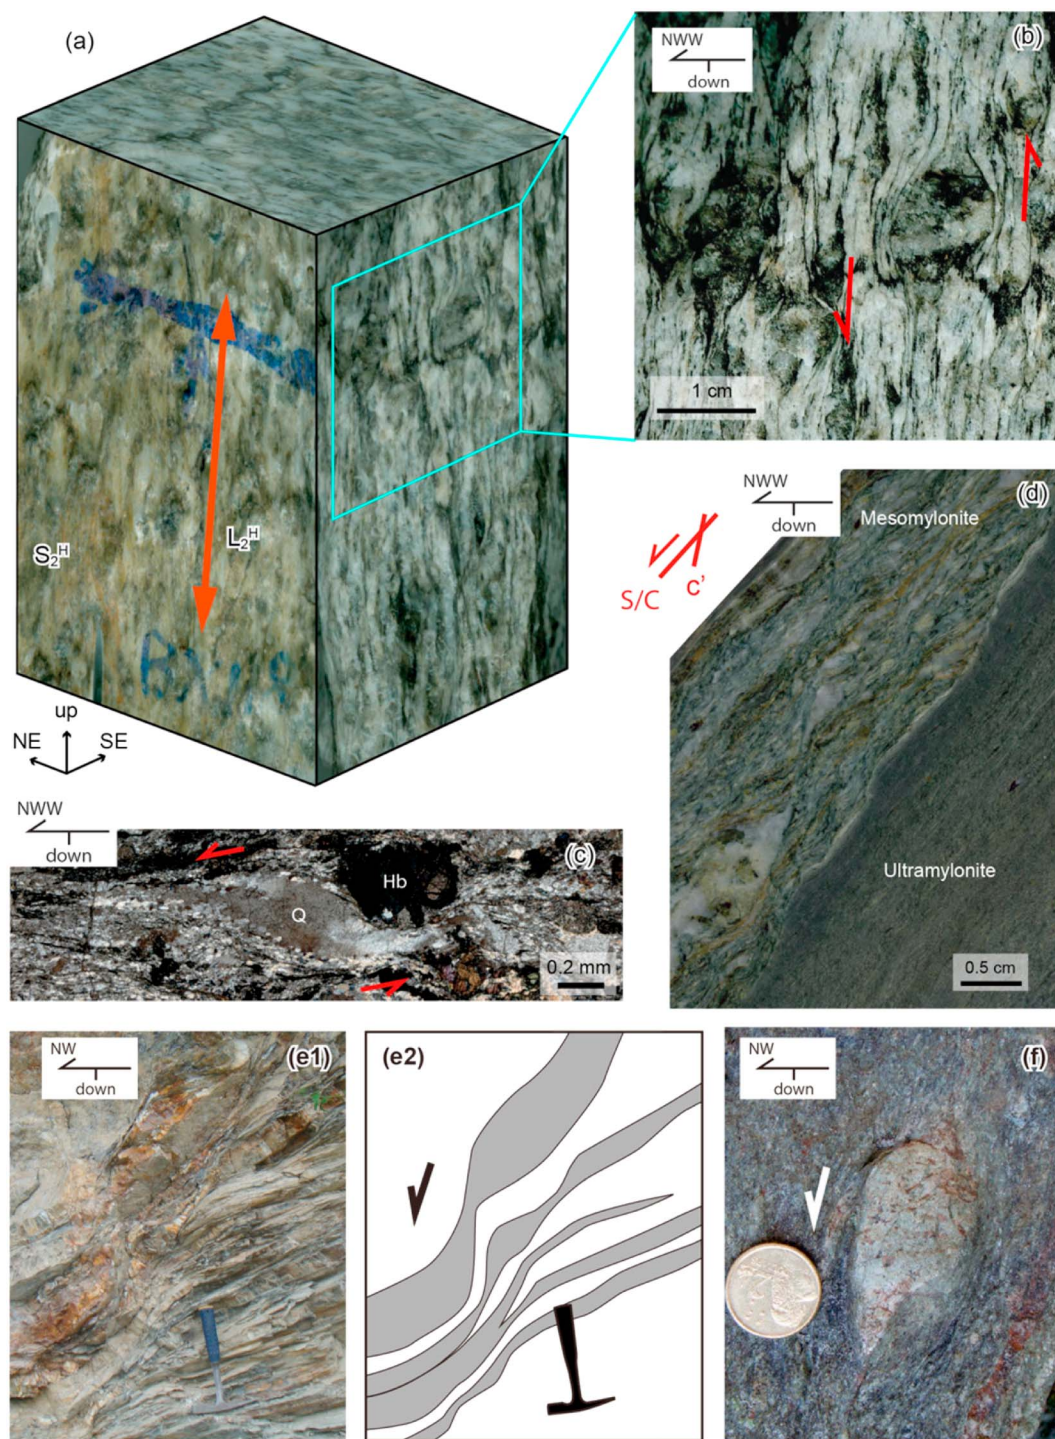 (a)
S₂ᴴ
L₂ᴴ
up
NE
SE
NWW
down
(b)
1 cm
NWW
down
(c)
Hb
Q
0.2 mm
NWW
down
(d)
Mesomylonite
S/C
c'
Ultramylonite
0.5 cm
NW
down
(e1)
(e2)
NW
down
(f)